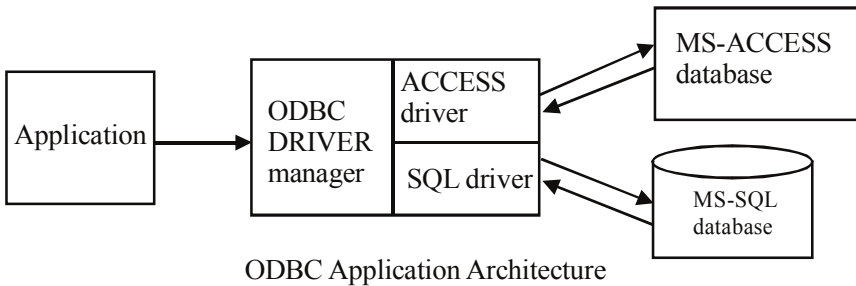 Application
ODBC
DRIVER
manager
ACCESS
driver
SQL driver
MS-ACCESS
database
MS-SQL
database
ODBC Application Architecture